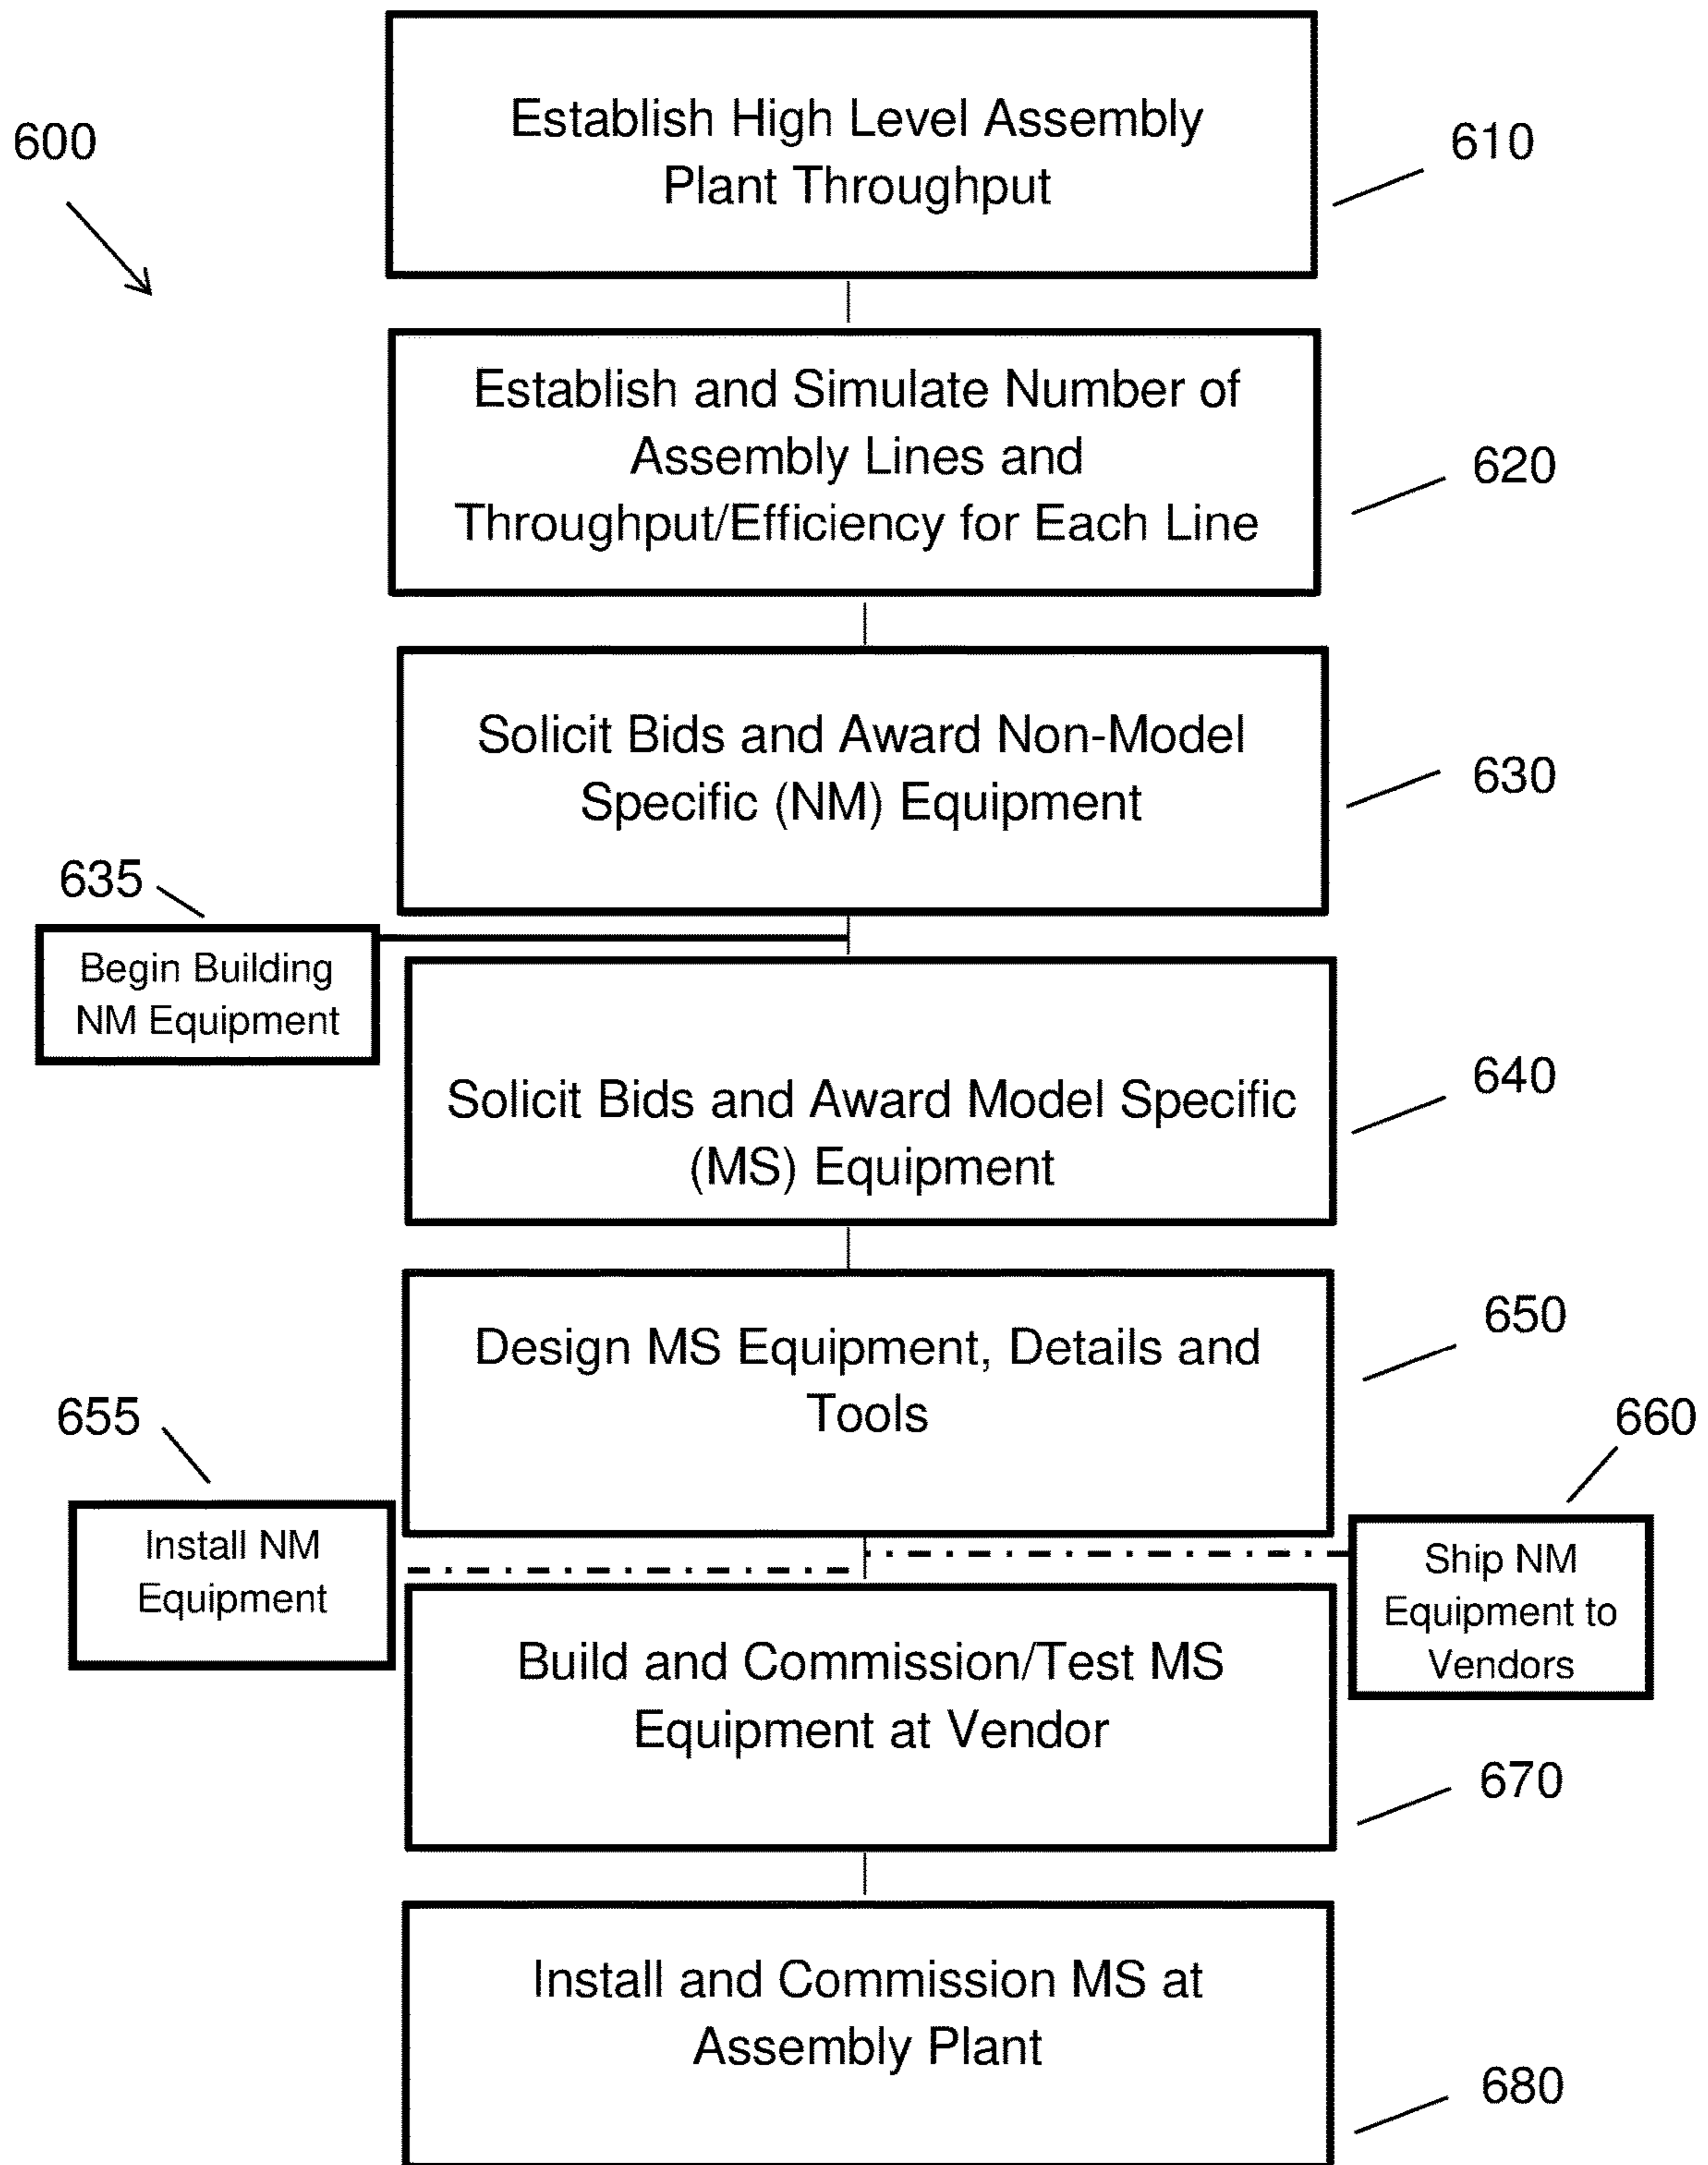 600
Establish High Level Assembly
Plant Throughput
610
Establish and Simulate Number of
Assembly Lines and
Throughput/Efficiency for Each Line
620
Solicit Bids and Award Non-Model
Specific (NM) Equipment
630
635
Begin Building
NM Equipment
Solicit Bids and Award Model Specific
(MS) Equipment
640
Design MS Equipment, Details and
Tools
650
655
Install NM
Equipment
660
Ship NM
Equipment to
Vendors
Build and Commission/Test MS
Equipment at Vendor
670
Install and Commission MS at
Assembly Plant
680